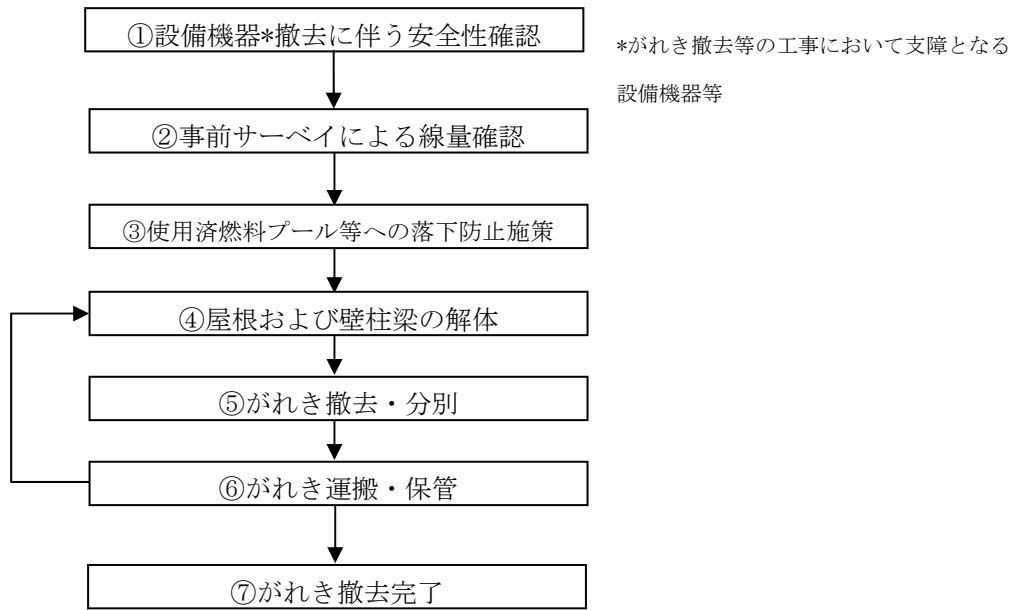 ①設備機器*撤去に伴う安全性確認
*がれき撤去等の工事において支障となる
設備機器等
②事前サーベイによる線量確認
③使用済燃料プール等への落下防止施策
④屋根および壁柱梁の解体
⑤がれき撤去・分別
⑥がれき運搬・保管
⑦がれき撤去完了